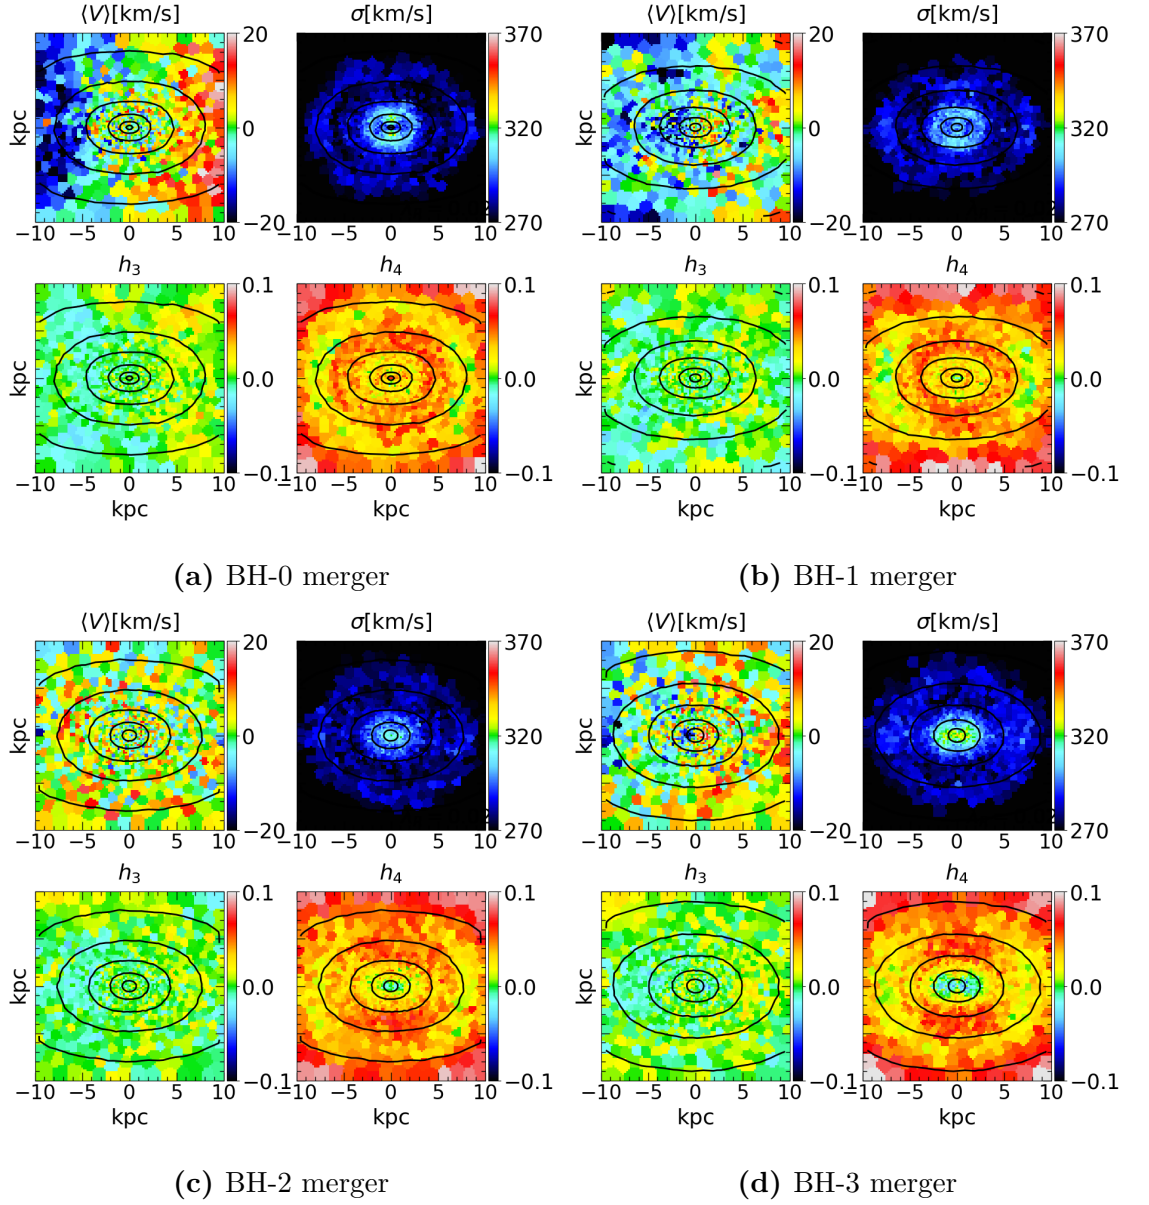 ⟨V⟩[km/s] σ[km/s] ⟨V⟩[km/s] σ[km/s]
20 370 20 370
kpc 0 320 kpc 0 320
−20 270 −20 270
−10 −5 0 5 10 −10 −5 0 5 10 −10 −5 0 5 10 −10 −5 0 5 10
h₃ h₄ h₃ h₄
0.1 0.1 0.1 0.1
kpc 0.0 0.0 kpc 0.0 0.0
−0.1 −0.1 −0.1 −0.1
−10 −5 0 5 10 −10 −5 0 5 10 −10 −5 0 5 10 −10 −5 0 5 10
kpc kpc kpc kpc
(a) BH-0 merger (b) BH-1 merger
⟨V⟩[km/s] σ[km/s] ⟨V⟩[km/s] σ[km/s]
20 370 20 370
kpc 0 320 kpc 0 320
−20 270 −20 270
−10 −5 0 5 10 −10 −5 0 5 10 −10 −5 0 5 10 −10 −5 0 5 10
h₃ h₄ h₃ h₄
0.1 0.1 0.1 0.1
kpc 0.0 0.0 kpc 0.0 0.0
−0.1 −0.1 −0.1 −0.1
−10 −5 0 5 10 −10 −5 0 5 10 −10 −5 0 5 10 −10 −5 0 5 10
kpc kpc kpc kpc
(c) BH-2 merger (d) BH-3 merger